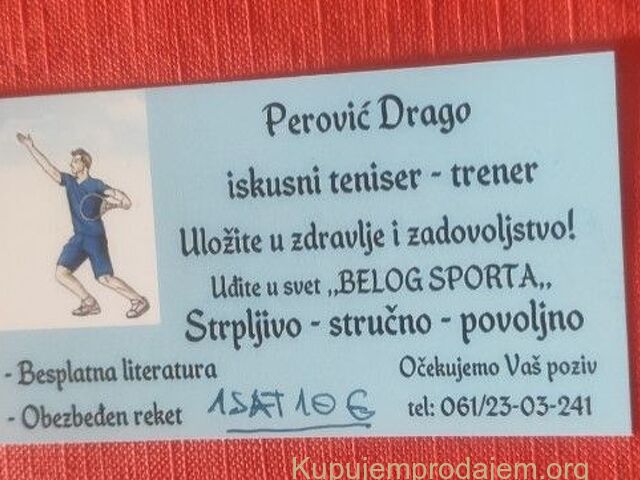 Perović Drago
iskusni teniser - trener
Uložite u zdravlje i zadovoljstvo!
Uđite u svet ,,BELOG SPORTA,,
Strpljivo - stručno - povoljno
- Besplatna literatura
Očekujemo Vaš poziv
- Obezbeđen reket
1 SAT 10 €
tel: 061/23-03-241
Kupujemprodajem.org